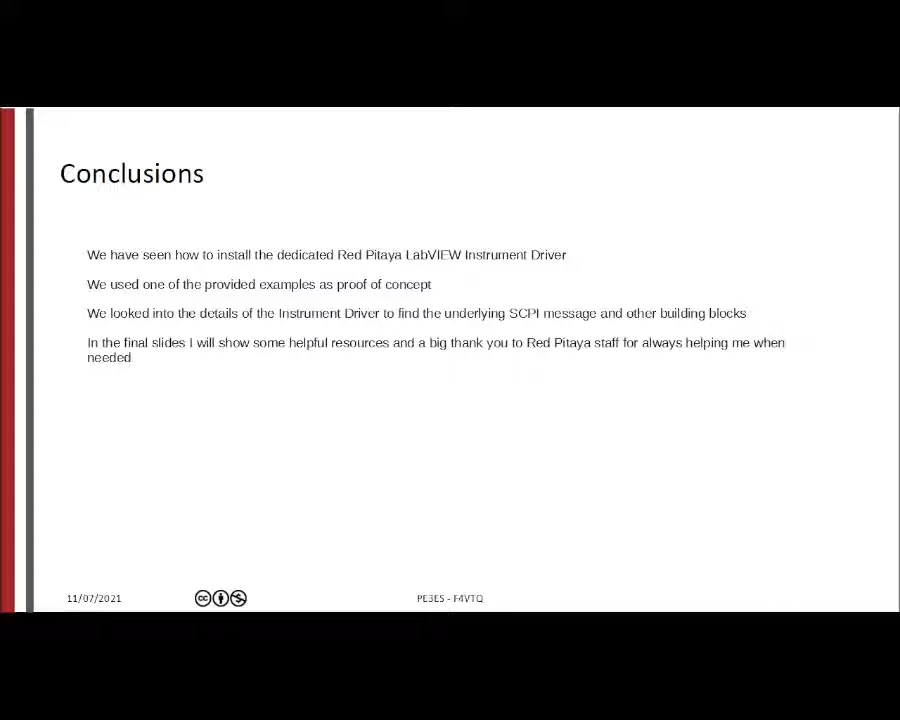 Conclusions
We have seen how to install the dedicated Red Pitaya LabVIEW Instrument Driver
We used one of the provided examples as proof of concept
We looked into the details of the Instrument Driver to find the underlying SCPI message and other building blocks
In the final slides I will show some helpful resources and a big thank you to Red Pitaya staff for always helping me when
needed
11/07/2021
cc
PE3ES - F4VTQ